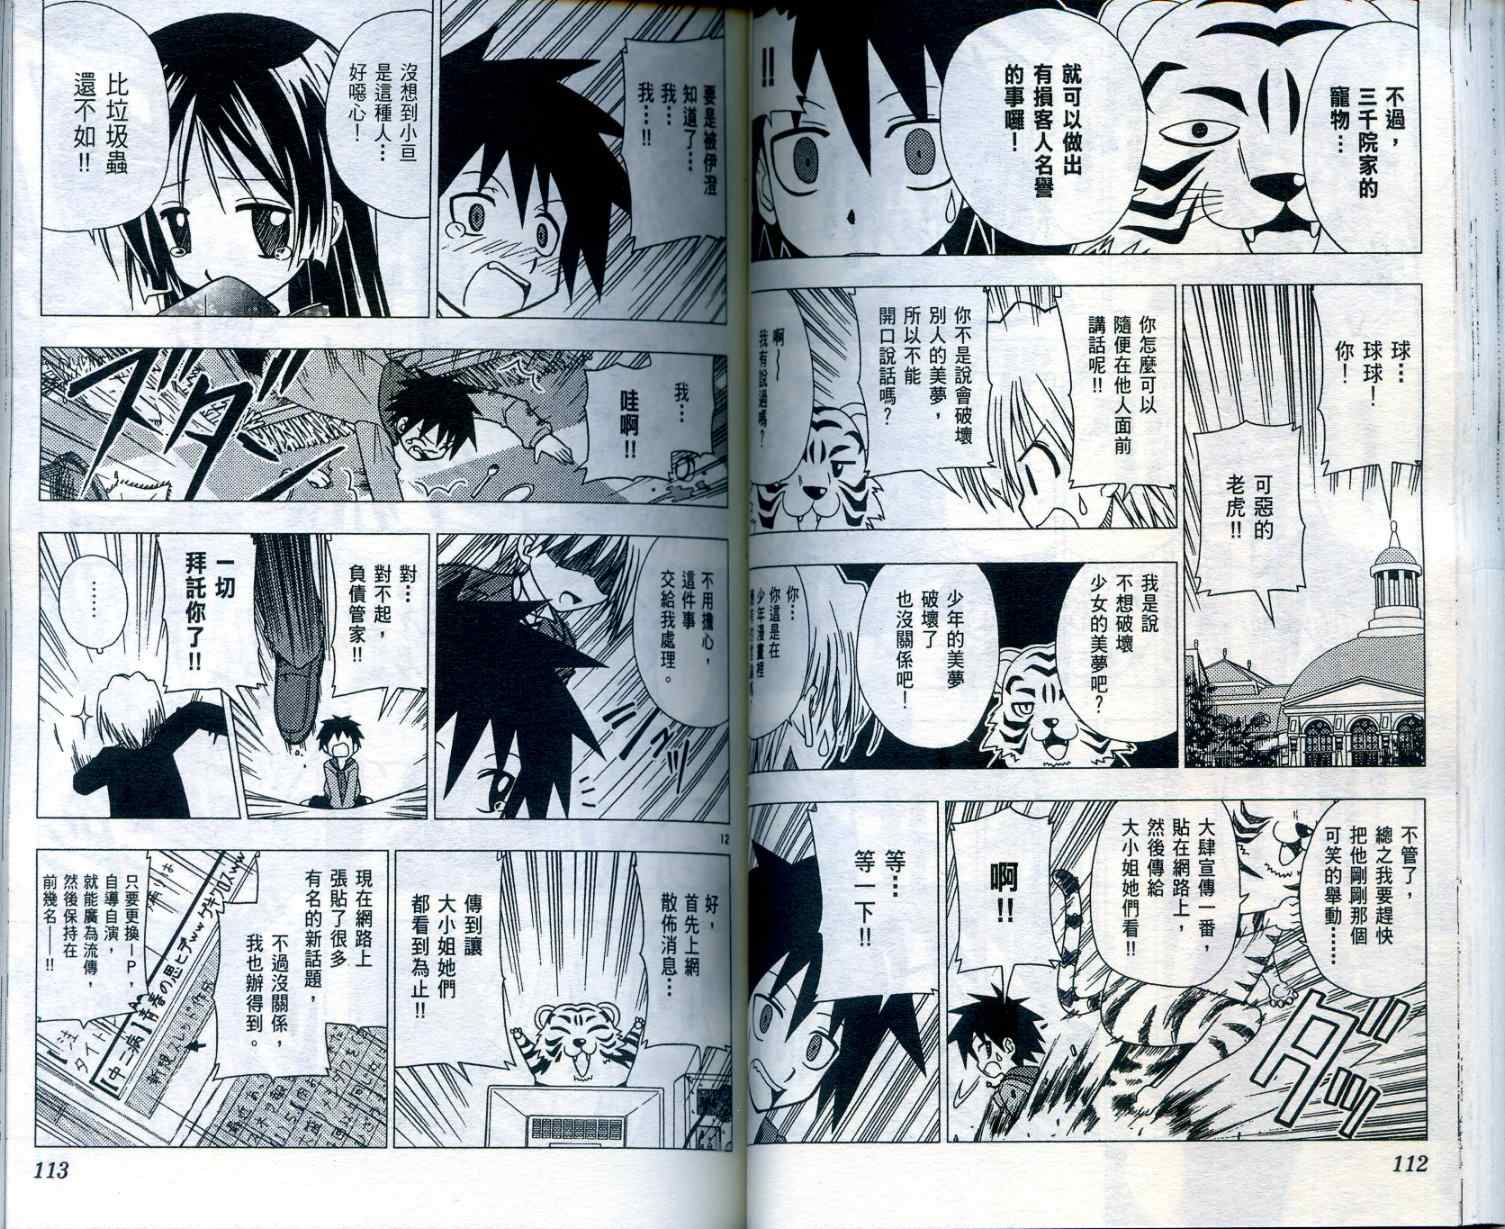 不過，
三千院家的
寵物…
就可以做出
有損客人名譽
的事囉！
!!
球…
球球！
你！
可惡的
老虎!!
你怎麼可以
隨便在他人面前
講話呢!!
你不是說會破壞
別人的美夢，
所以不能
開口說話嗎？
啊～
我有說過嗎？
我是說
不想破壞
少女的美夢吧？
少年的美夢
破壞了
也沒關係吧！
你…
你這是在
少年漫畫裡
不管了，
總之我要趕快
把他剛剛那個
可笑的舉動……
大肆宣傳一番，
貼在網路上，
然後傳給
大小姐她們看!!
ダダッ
啊!!
等…
等一下!!
112
要是被伊澄
知道了…
我…
我…!!
沒想到小亘
是這種人…
好噁心！
比垃圾蟲
還不如!!
我…
哇啊!!
ズダン
不用擔心，
這件事
交給我處理。
對…
對不起，
負債管家!!
一切
拜託你了!!
……
12
好，
首先上網
散佈消息…
傳到讓
大小姐她們
都看到為止!!
現在網路上
張貼了很多
有名的新話題，
不過沒關係，
我也辦得到。
只要更換ＩＰ，
自導自演，
就能廣為流傳，
然後保持在
前幾名——!!
113